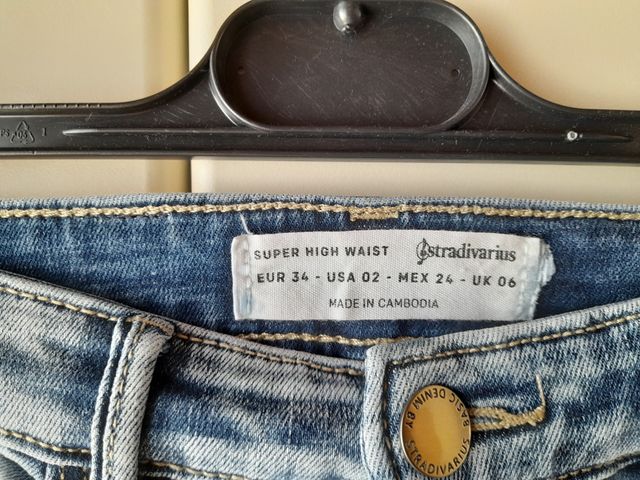 SUPER HIGH WAIST stradivarius
EUR 34 - USA 02 - MEX 24 - UK 06
MADE IN CAMBODIA
BASIC DENIM BY
STRADIVARIUS